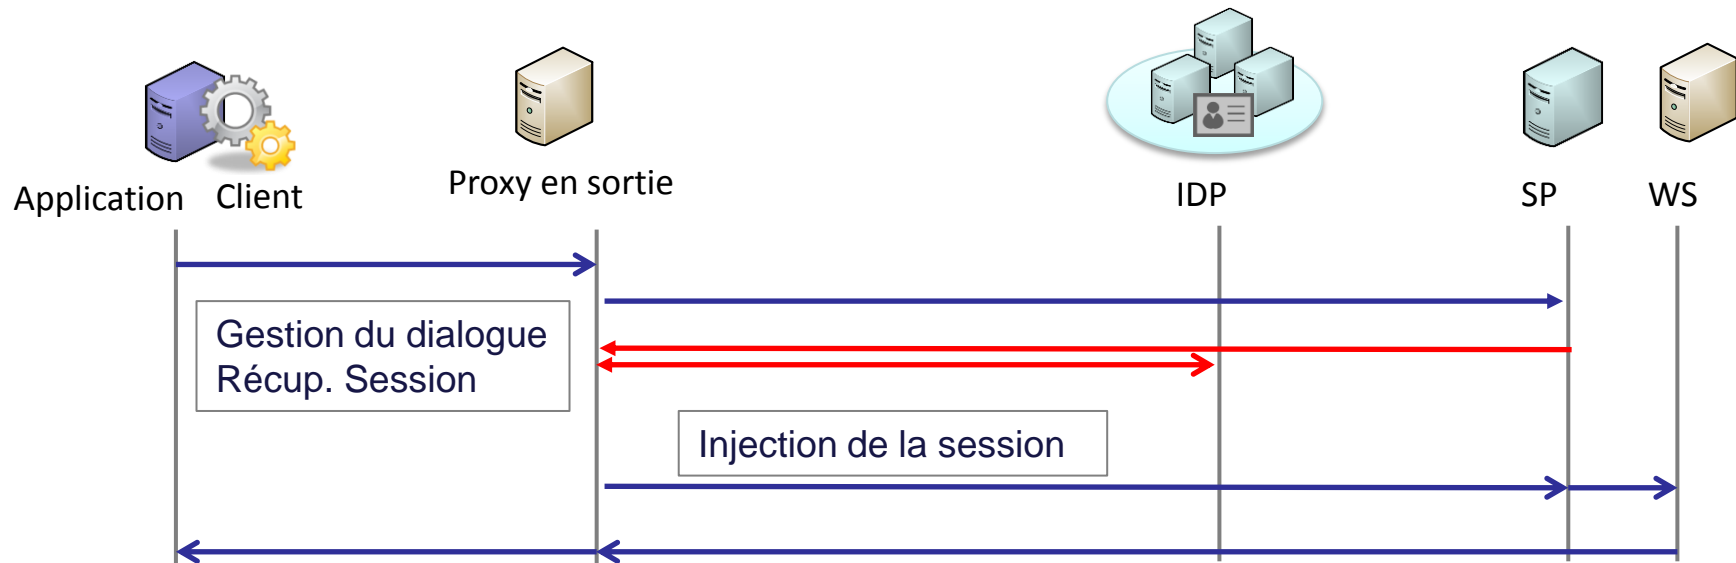 Application
Client
Proxy en sortie
IDP
SP
WS
Gestion du dialogue
Récup. Session
Injection de la session